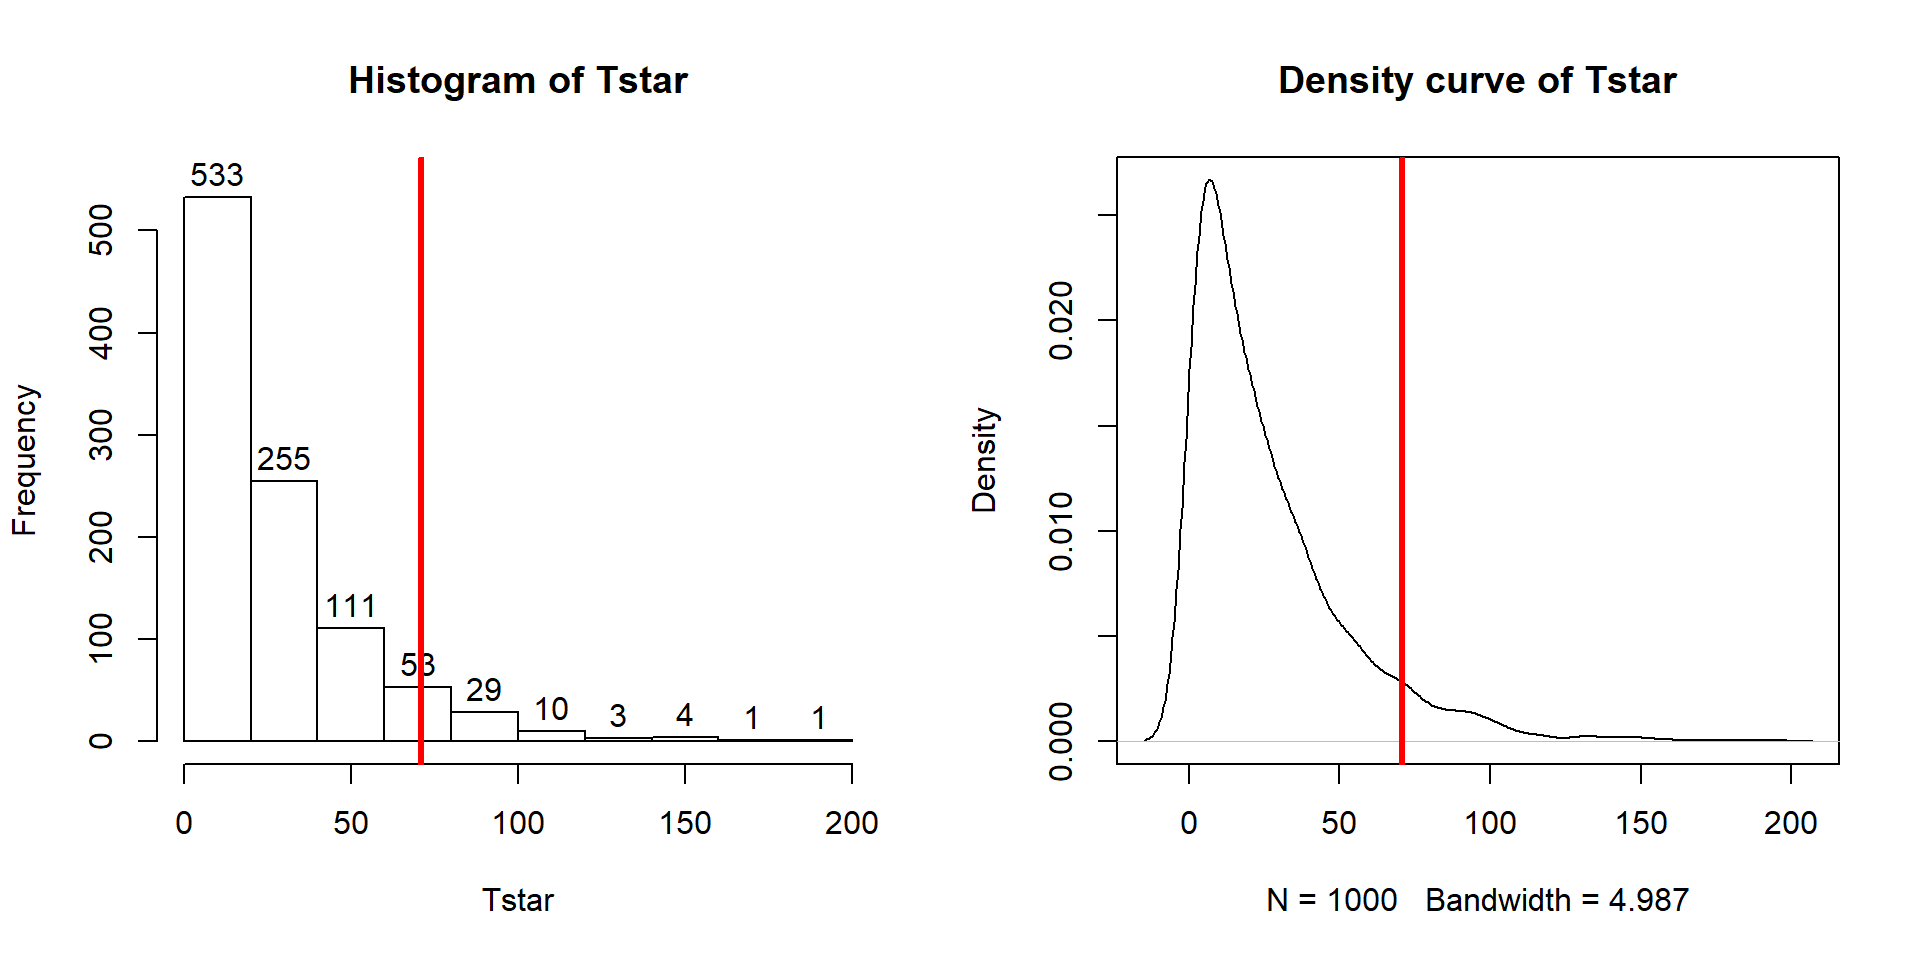 Histogram of Tstar
Frequency
0 100 200 300 400 500
533
255
111
53
29
10
3
4
1
1
0 50 100 150 200
Tstar
Density curve of Tstar
Density
0.000 0.010 0.020
0 50 100 150 200
N = 1000 Bandwidth = 4.987